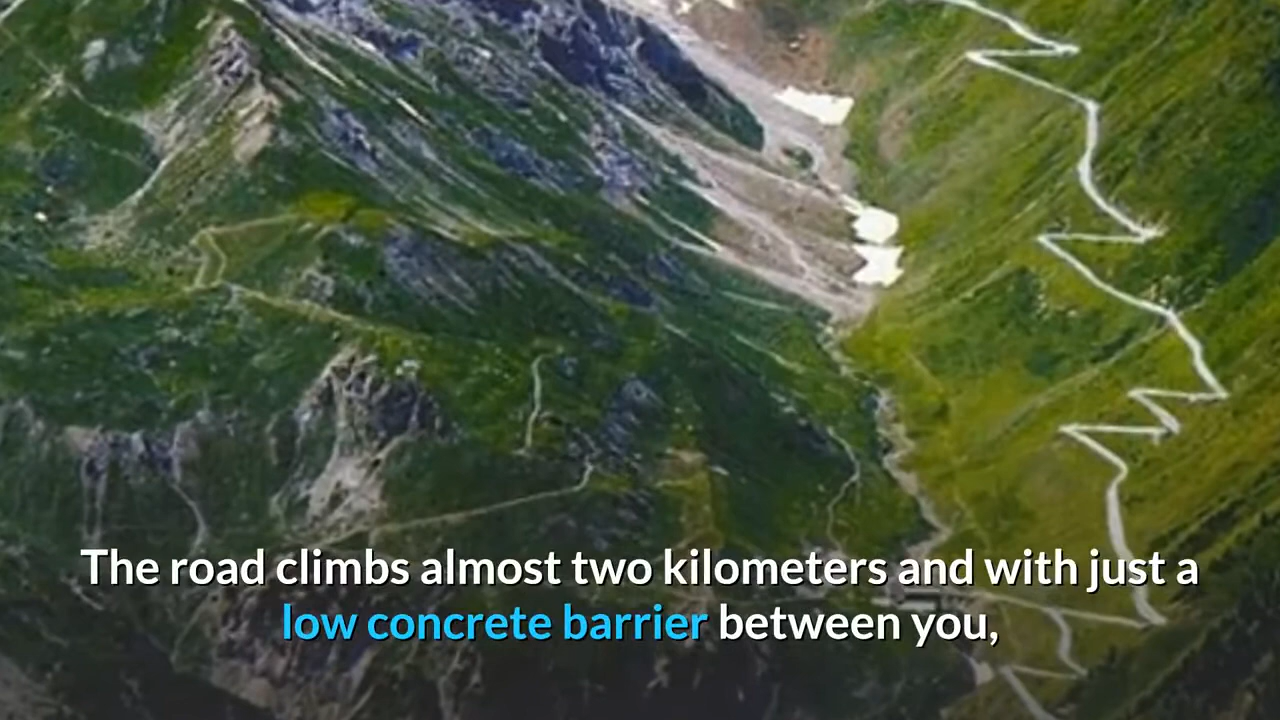 The road climbs almost two kilometers and with just a
low concrete barrier between you,